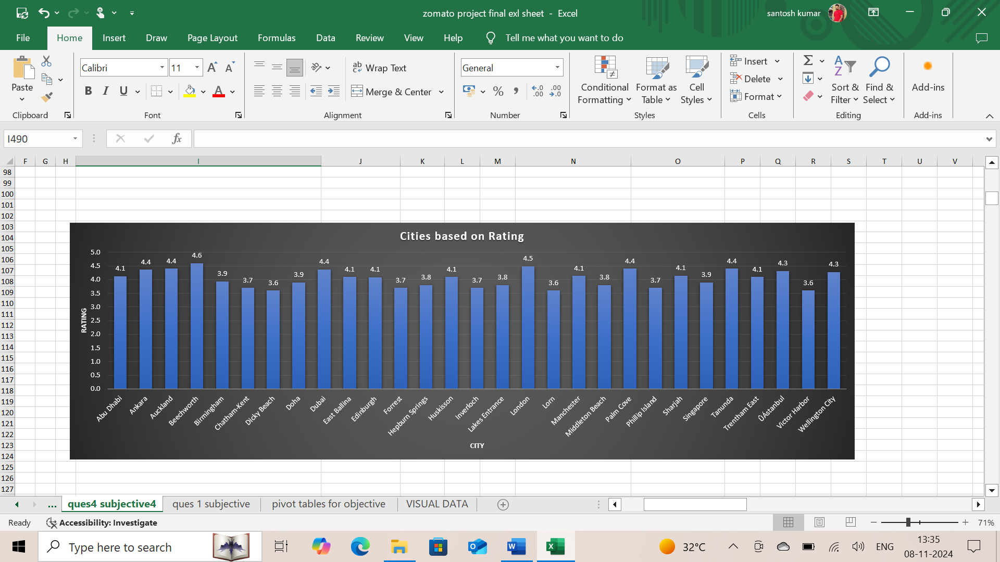 zomato project final exl sheet - Excel
santosh kumar
File Home Insert Draw Page Layout Formulas Data Review View Help Tell me what you want to do
Paste
Clipboard
Calibri 11
B I U
Font
Wrap Text
Merge & Center
Alignment
General
Number
Conditional Formatting
Format as Table
Cell Styles
Styles
Insert
Delete
Format
Cells
Sort & Filter
Find & Select
Editing
Add-ins
Add-ins
I490
fx
F G H I J K L M N O P Q R S T U V
98
99
100
101
102
103
104
105
106
107
108
109
110
111
112
113
114
115
116
117
118
119
120
121
122
123
124
125
126
127
Cities based on Rating
RATING
5.0
4.5
4.0
3.5
3.0
2.5
2.0
1.5
1.0
0.5
0.0
4.1 4.4 4.4 4.6 3.9 3.7 3.6 3.9 4.4 4.1 4.1 3.7 3.8 4.1 3.7 3.8 4.5 3.6 4.1 3.8 4.4 3.7 4.1 3.9 4.4 4.1 4.3 3.6 4.3
Abu Dhabi
Ankara
Auckland
Beechworth
Birmingham
Chatham-Kent
Dicky Beach
Doha
Dubai
East Ballina
Edinburgh
Forrest
Hepburn Springs
Huskisson
Inverloch
Lakes Entrance
London
Lorn
Manchester
Middleton Beach
Palm Cove
Phillip Island
Sharjah
Singapore
Tanunda
Trentham East
ÛÁstanbul
Victor Harbor
Wellington City
CITY
... ques4 subjective4 ques 1 subjective pivot tables for objective VISUAL DATA
Ready Accessibility: Investigate 71%
Type here to search
32°C
ENG
13:35
08-11-2024